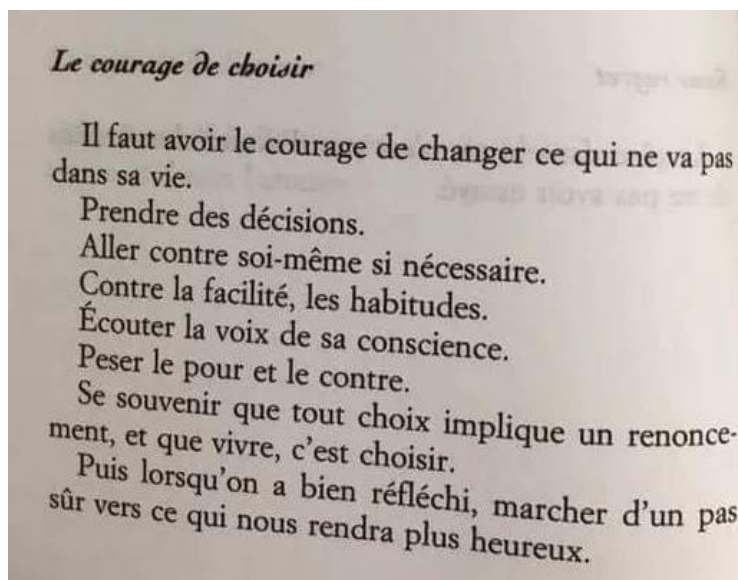 Le courage de choisir
Il faut avoir le courage de changer ce qui ne va pas
dans sa vie.
Prendre des décisions.
Aller contre soi-même si nécessaire.
Contre la facilité, les habitudes.
Écouter la voix de sa conscience.
Peser le pour et le contre.
Se souvenir que tout choix implique un renonce-
ment, et que vivre, c'est choisir.
Puis lorsqu'on a bien réfléchi, marcher d'un pas
sûr vers ce qui nous rendra plus heureux.